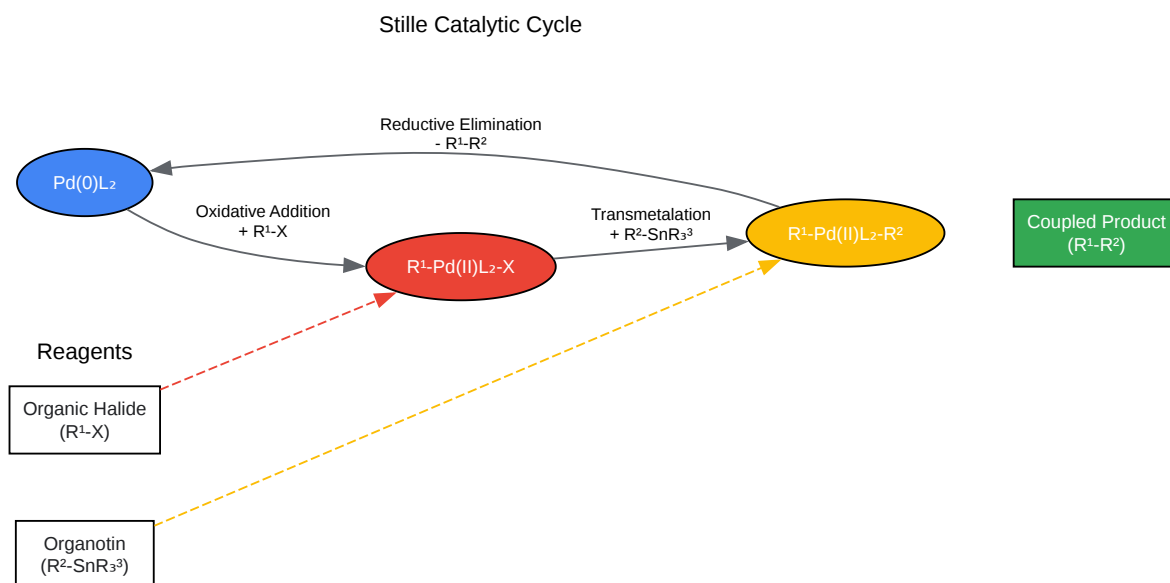 Stille Catalytic Cycle
Reductive Elimination
- R¹-R²
Pd(0)L₂
Oxidative Addition
+ R¹-X
Transmetalation
+ R²-SnR₃³
R¹-Pd(II)L₂-X
R¹-Pd(II)L₂-R²
Coupled Product
(R¹-R²)
Reagents
Organic Halide
(R¹-X)
Organotin
(R²-SnR₃³)